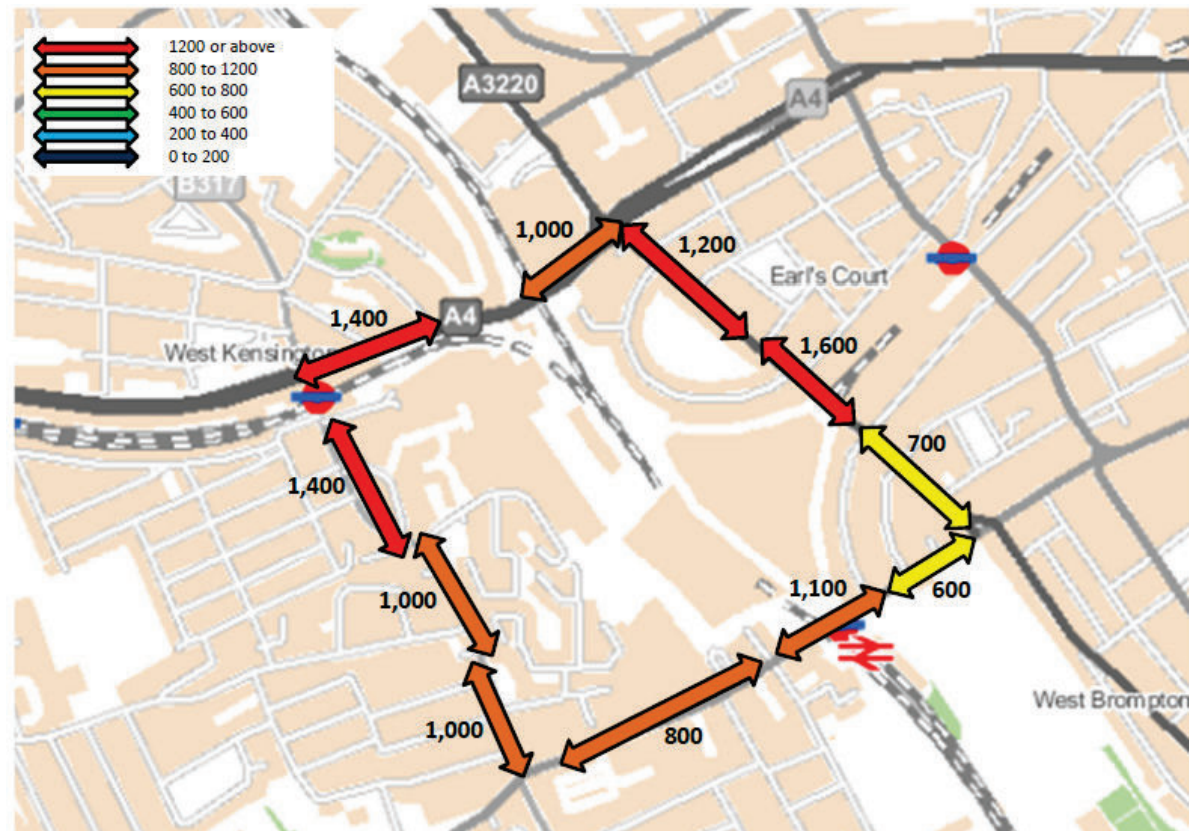 1200 or above
800 to 1200
600 to 800
400 to 600
200 to 400
0 to 200
A3220
A4
B317
1,000
1,200
Earl's Court
1,400
A4
1,600
West Kensington
700
1,400
1,000
1,100
600
West Brompton
1,000
800